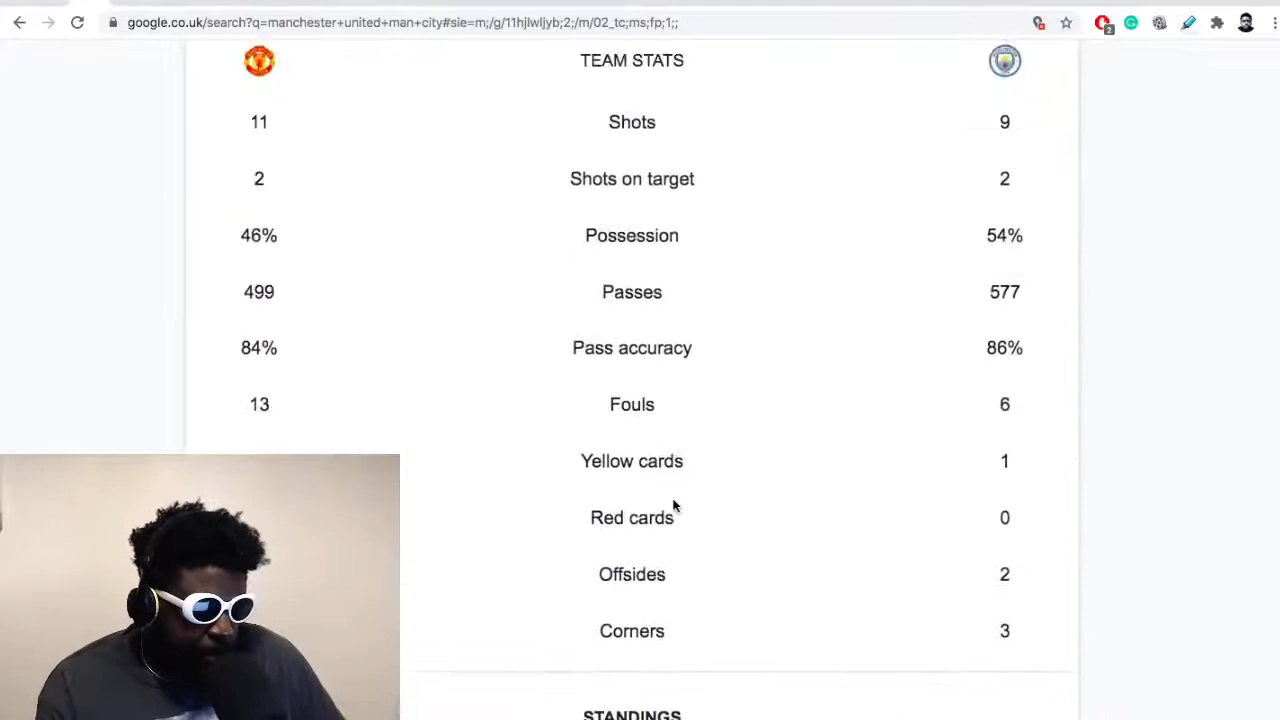 google.co.uk/search?q=manchester+united+man+city#sie=m;/g/11hjlwljyb;2;/m/02_tc;ms;fp;1;;
2
TEAM STATS
11 Shots 9
2 Shots on target 2
46% Possession 54%
499 Passes 577
84% Pass accuracy 86%
13 Fouls 6
Yellow cards 1
Red cards 0
Offsides 2
Corners 3
STANDINGS